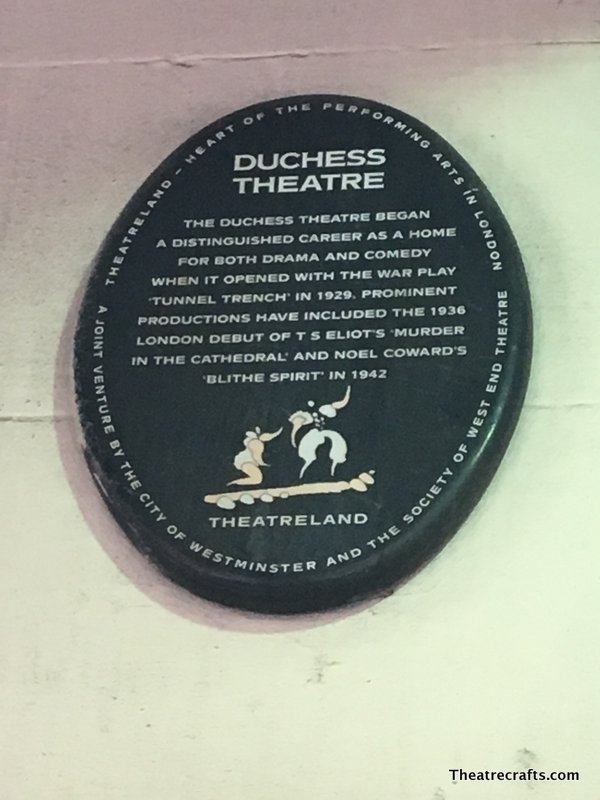 THEATRELAND – HEART OF THE PERFORMING ARTS IN LONDON
DUCHESS
THEATRE
THE DUCHESS THEATRE BEGAN
A DISTINGUISHED CAREER AS A HOME
FOR BOTH DRAMA AND COMEDY
WHEN IT OPENED WITH THE WAR PLAY
'TUNNEL TRENCH' IN 1929. PROMINENT
PRODUCTIONS HAVE INCLUDED THE 1936
LONDON DEBUT OF T S ELIOT'S 'MURDER
IN THE CATHEDRAL' AND NOEL COWARD'S
'BLITHE SPIRIT' IN 1942
THEATRELAND
A JOINT VENTURE BY THE CITY OF WESTMINSTER AND THE SOCIETY OF WEST END THEATRE
Theatrecrafts.com